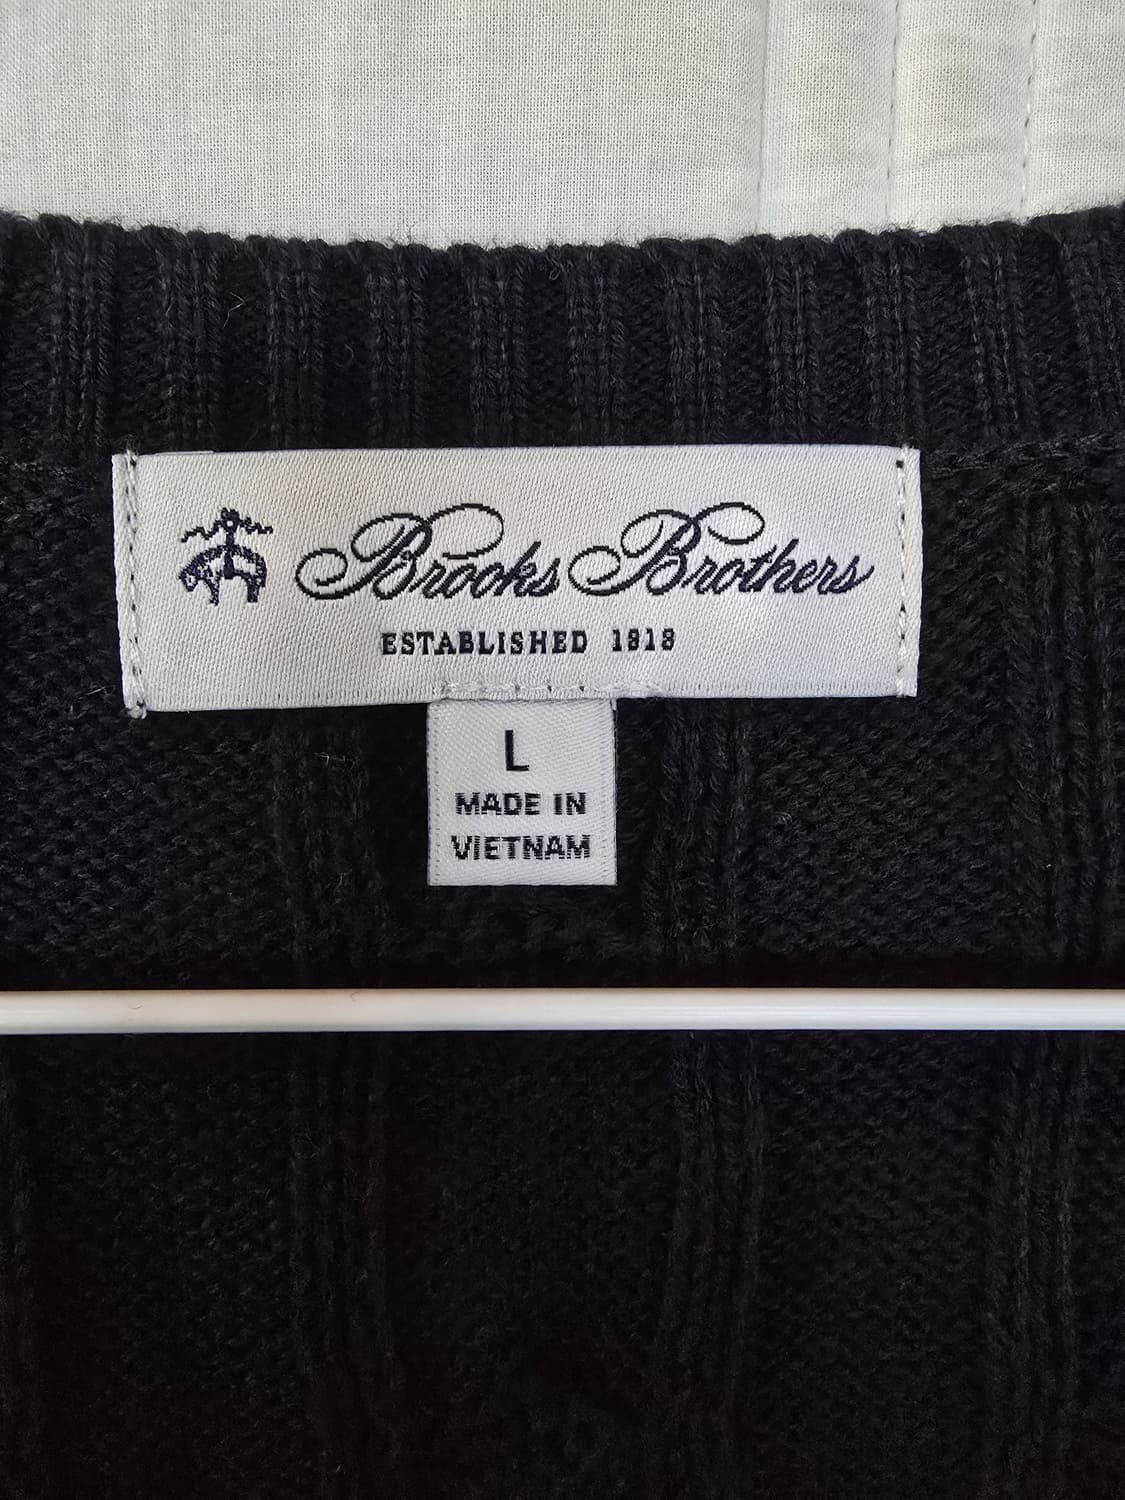 Brooks Brothers
ESTABLISHED 1818
L
MADE IN
VIETNAM